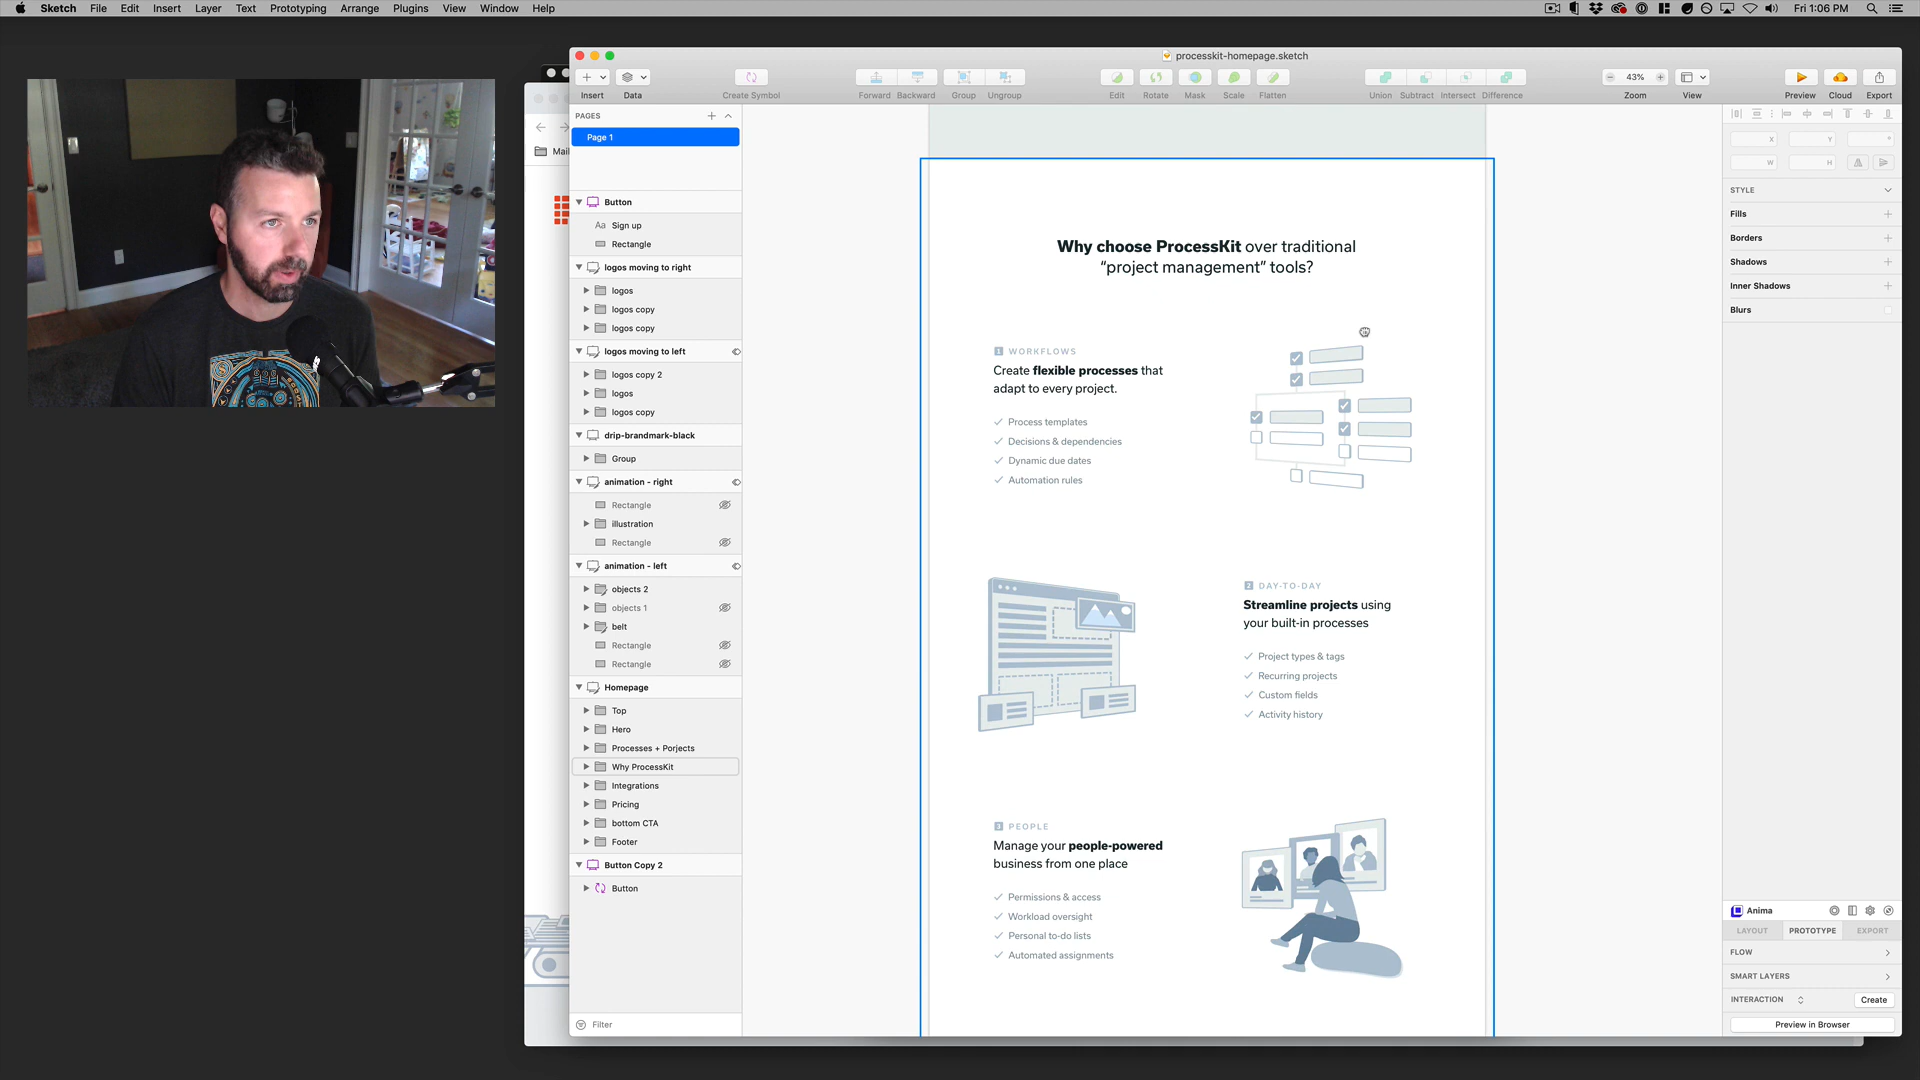 Sketch File Edit Insert Layer Text Prototyping Arrange Plugins View Window Help
Fri 1:06 PM
processkit-homepage.sketch
43%
Insert Data Create Symbol Forward Backward Group Ungroup Edit Rotate Mask Scale Flatten Union Subtract Intersect Difference Zoom View Preview Cloud Export
Mail
PAGES
Page 1
Button
Aa Sign up
Rectangle
logos moving to right
logos
logos copy
logos copy
logos moving to left
logos copy 2
logos
logos copy
drip-brandmark-black
Group
animation - right
Rectangle
illustration
Rectangle
animation - left
objects 2
objects 1
belt
Rectangle
Rectangle
Homepage
Top
Hero
Processes + Porjects
Why ProcessKit
Integrations
Pricing
bottom CTA
Footer
Button Copy 2
Button
Filter
Why choose ProcessKit over traditional
“project management” tools?
1 WORKFLOWS
Create flexible processes that
adapt to every project.
Process templates
Decisions & dependencies
Dynamic due dates
Automation rules
2 DAY-TO-DAY
Streamline projects using
your built-in processes
Project types & tags
Recurring projects
Custom fields
Activity history
3 PEOPLE
Manage your people-powered
business from one place
Permissions & access
Workload oversight
Personal to-do lists
Automated assignments
X Y °
W H
STYLE
Fills
Borders
Shadows
Inner Shadows
Blurs
Anima
LAYOUT PROTOTYPE EXPORT
FLOW
SMART LAYERS
INTERACTION Create
Preview in Browser